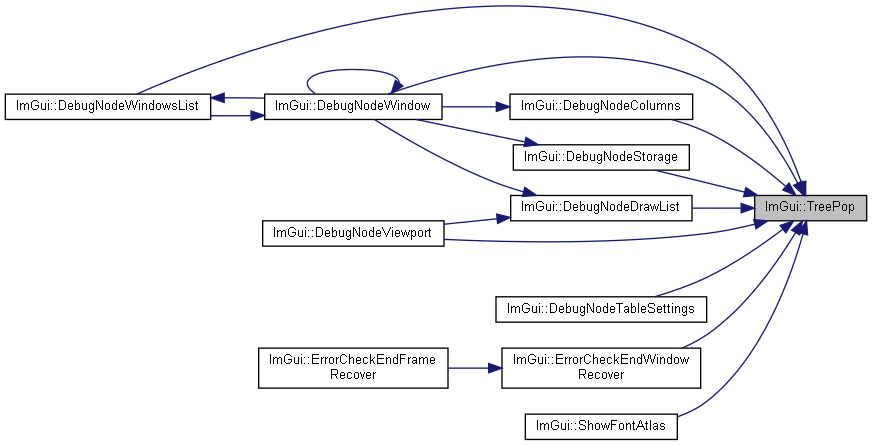 ImGui::DebugNodeWindowsList
ImGui::DebugNodeWindow
ImGui::DebugNodeColumns
ImGui::DebugNodeStorage
ImGui::DebugNodeDrawList
ImGui::TreePop
ImGui::DebugNodeViewport
ImGui::DebugNodeTableSettings
ImGui::ErrorCheckEndFrame
Recover
ImGui::ErrorCheckEndWindow
Recover
ImGui::ShowFontAtlas